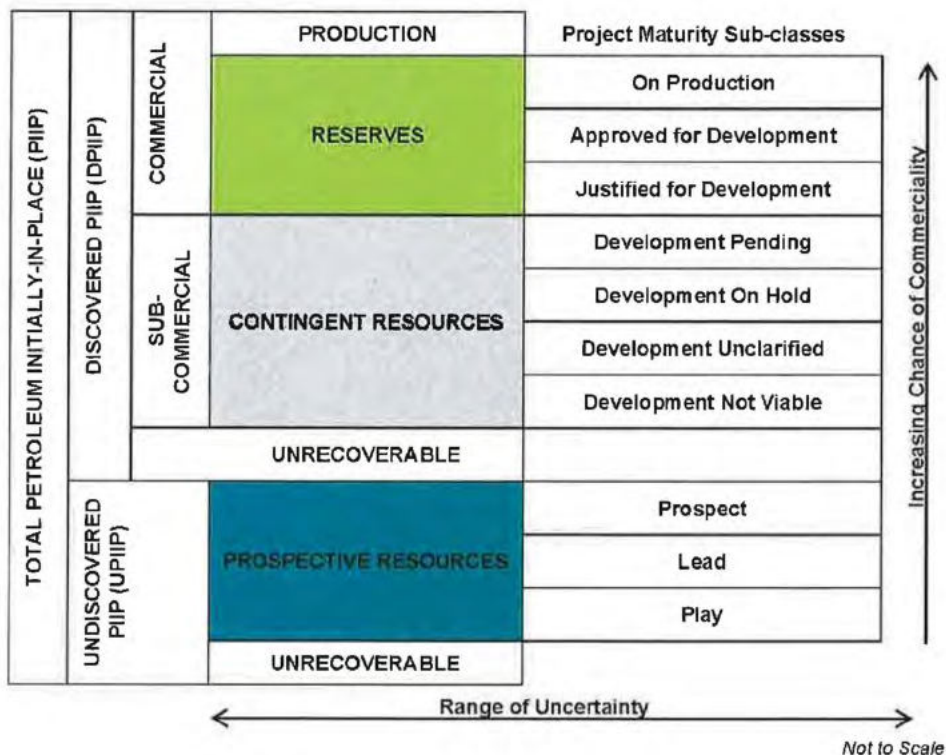 TOTAL PETROLEUM INITIALLY-IN-PLACE (PIIP)
DISCOVERED PIIP (DPIIP)
UNDISCOVERED
PIIP (UPIIP)
COMMERCIAL
SUB-
COMMERCIAL
PRODUCTION
RESERVES
CONTINGENT RESOURCES
UNRECOVERABLE
PROSPECTIVE RESOURCES
UNRECOVERABLE
Project Maturity Sub-classes
On Production
Approved for Development
Justified for Development
Development Pending
Development On Hold
Development Unclarified
Development Not Viable
Prospect
Lead
Play
Increasing Chance of Commerciality
Range of Uncertainty
Not to Scale